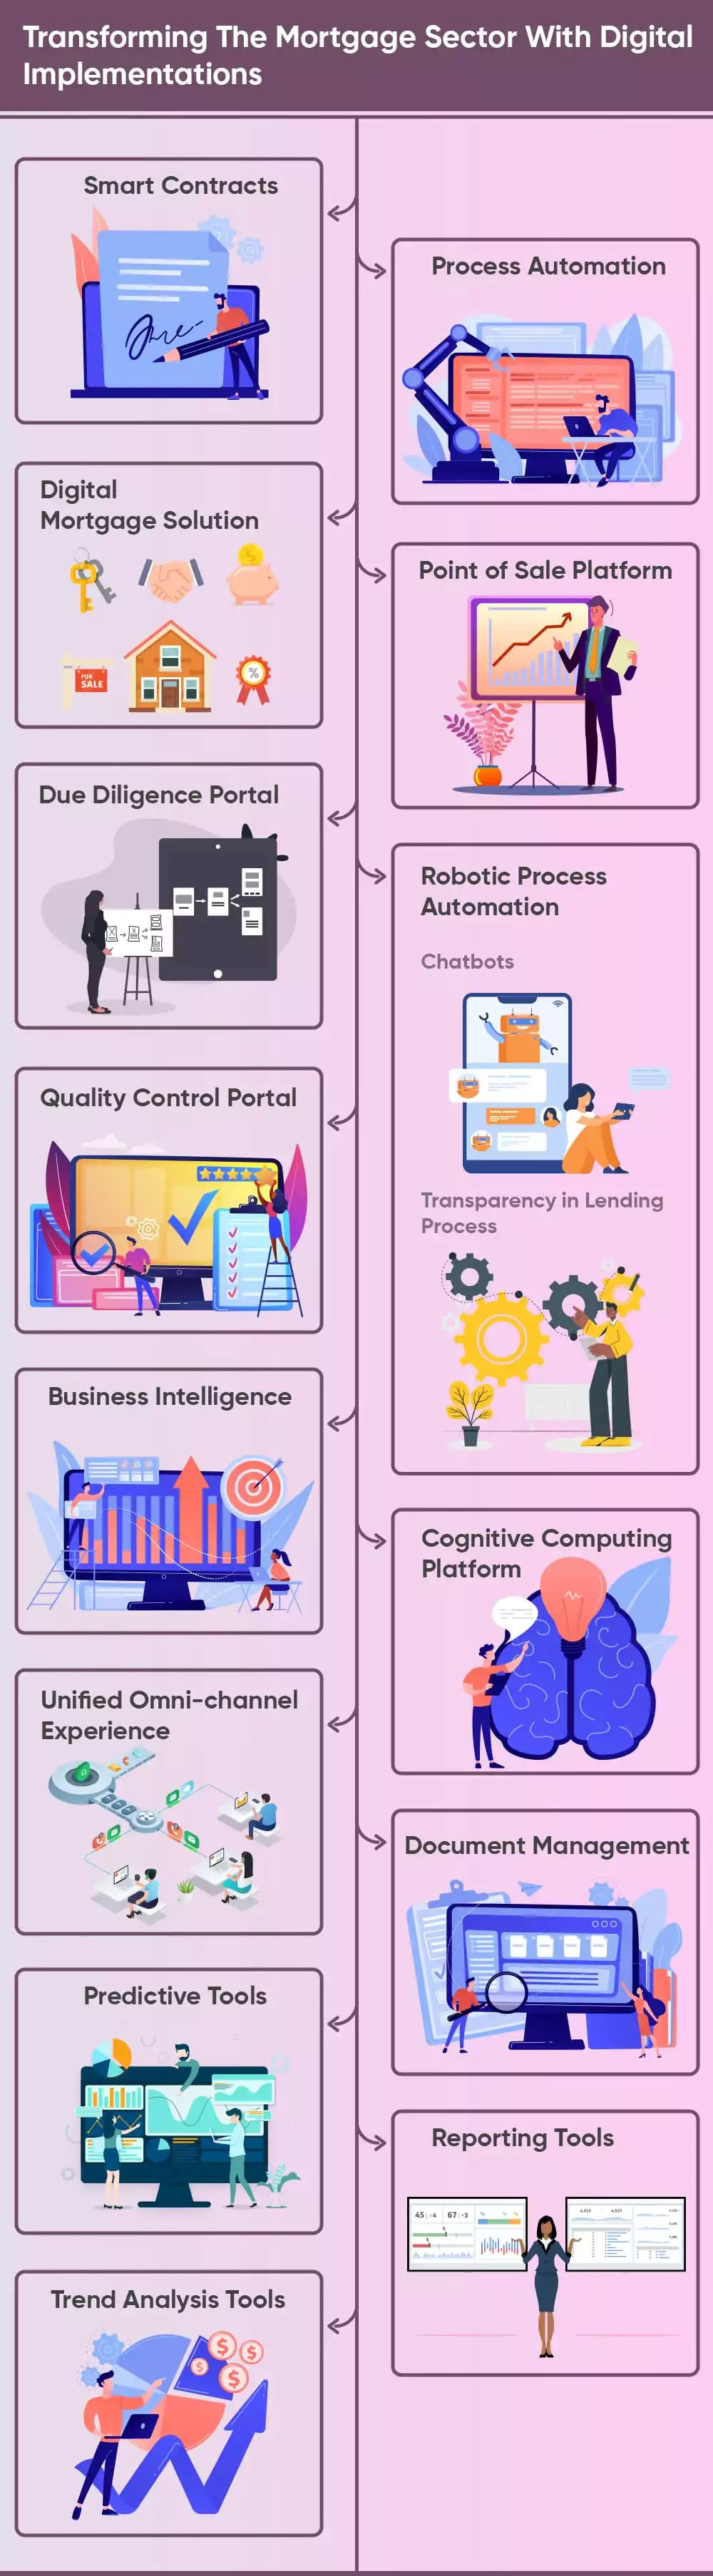 Transforming The Mortgage Sector With Digital
Implementations
Smart Contracts
Process Automation
Digital
Mortgage Solution
FOR
SALE
%
$
Point of Sale Platform
Due Diligence Portal
Robotic Process
Automation
Chatbots
Transparency in Lending
Process
Quality Control Portal
Business Intelligence
Cognitive Computing
Platform
Unified Omni-channel
Experience
Document Management
Predictive Tools
Reporting Tools
45
67
Trend Analysis Tools
$
$
$
$